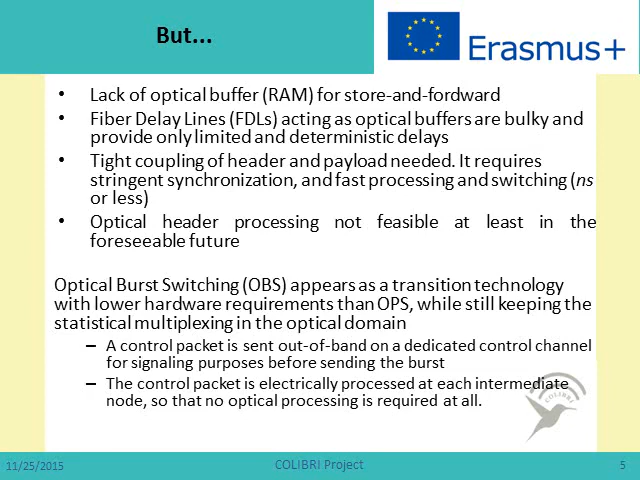 But...
Erasmus+
• Lack of optical buffer (RAM) for store-and-fordward
• Fiber Delay Lines (FDLs) acting as optical buffers are bulky and
provide only limited and deterministic delays
• Tight coupling of header and payload needed. It requires
stringent synchronization, and fast processing and switching (ns
or less)
• Optical header processing not feasible at least in the
foreseeable future
Optical Burst Switching (OBS) appears as a transition technology
with lower hardware requirements than OPS, while still keeping the
statistical multiplexing in the optical domain
– A control packet is sent out-of-band on a dedicated control channel
for signaling purposes before sending the burst
– The control packet is electrically processed at each intermediate
node, so that no optical processing is required at all.
COLIBRI
11/25/2015
COLIBRI Project
5